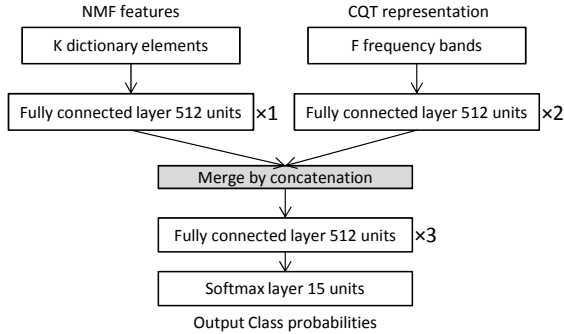 NMF features
CQT representation
K dictionary elements
F frequency bands
Fully connected layer 512 units ×1
Fully connected layer 512 units ×2
Merge by concatenation
Fully connected layer 512 units ×3
Softmax layer 15 units
Output Class probabilities